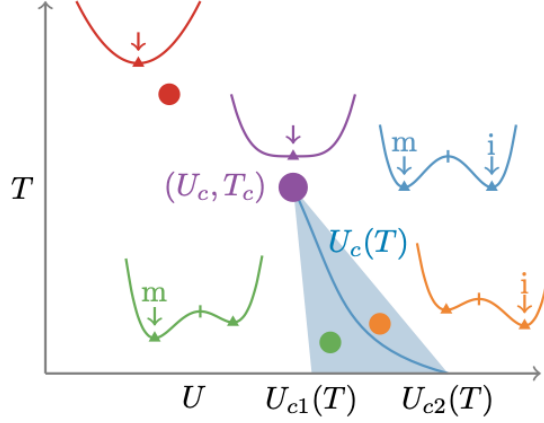 m
i
T
(U_c, T_c)
U_c(T)
m
i
U
U_{c1}(T)
U_{c2}(T)